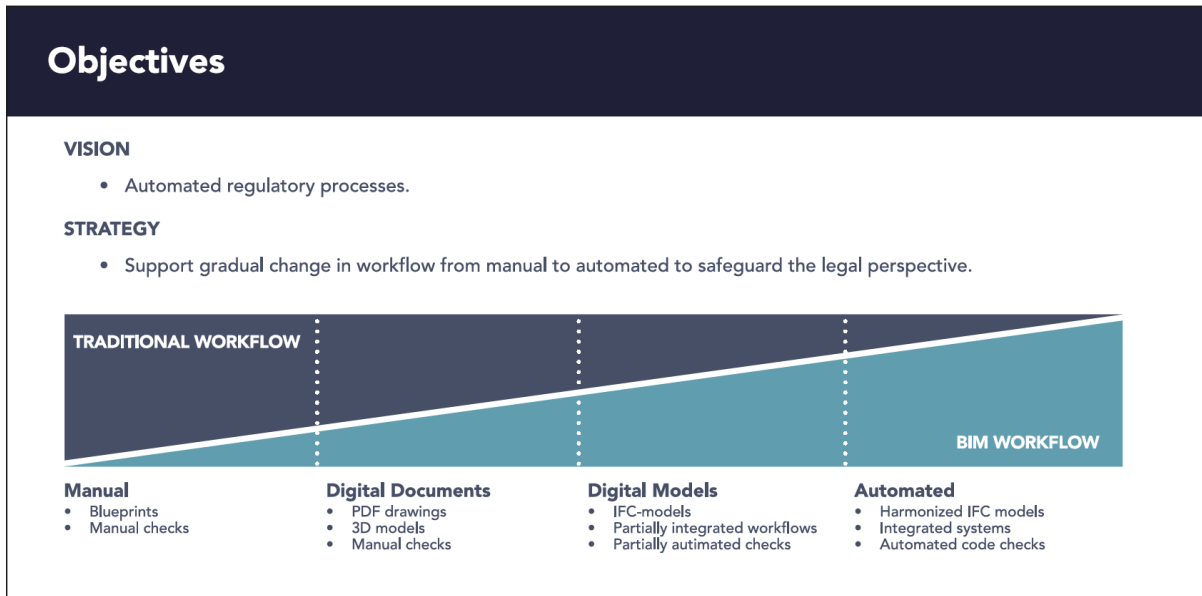 Objectives
VISION
• Automated regulatory processes.
STRATEGY
• Support gradual change in workflow from manual to automated to safeguard the legal perspective.
TRADITIONAL WORKFLOW
BIM WORKFLOW
Manual
• Blueprints
• Manual checks
Digital Documents
• PDF drawings
• 3D models
• Manual checks
Digital Models
• IFC-models
• Partially integrated workflows
• Partially autimated checks
Automated
• Harmonized IFC models
• Integrated systems
• Automated code checks